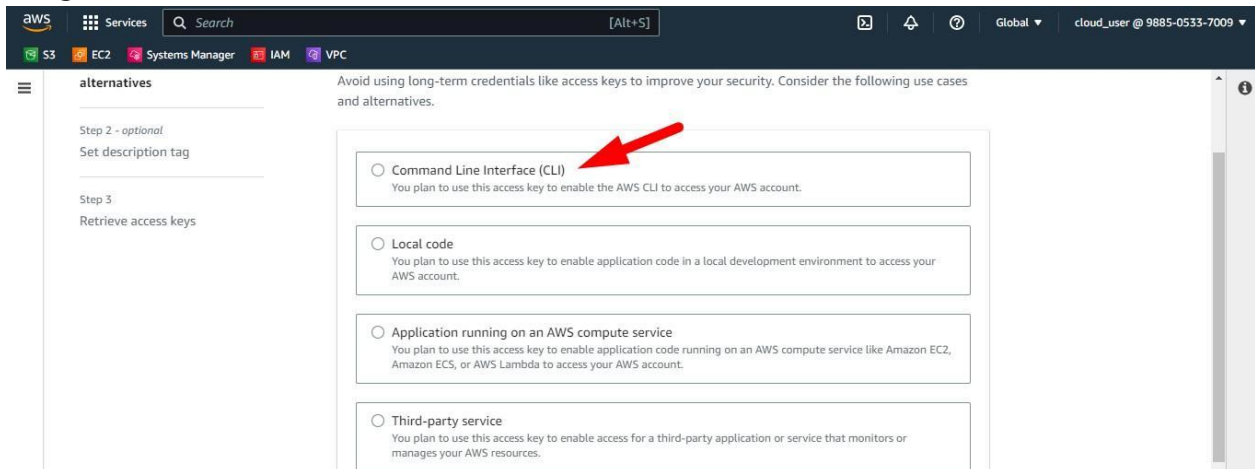 aws
Services
Search
[Alt+S]
Global
cloud_user @ 9885-0533-7009
S3
EC2
Systems Manager
IAM
VPC
alternatives
Step 2 - optional
Set description tag
Step 3
Retrieve access keys
Avoid using long-term credentials like access keys to improve your security. Consider the following use cases
and alternatives.
Command Line Interface (CLI)
You plan to use this access key to enable the AWS CLI to access your AWS account.
Local code
You plan to use this access key to enable application code in a local development environment to access your
AWS account.
Application running on an AWS compute service
You plan to use this access key to enable application code running on an AWS compute service like Amazon EC2,
Amazon ECS, or AWS Lambda to access your AWS account.
Third-party service
You plan to use this access key to enable access for a third-party application or service that monitors or
manages your AWS resources.